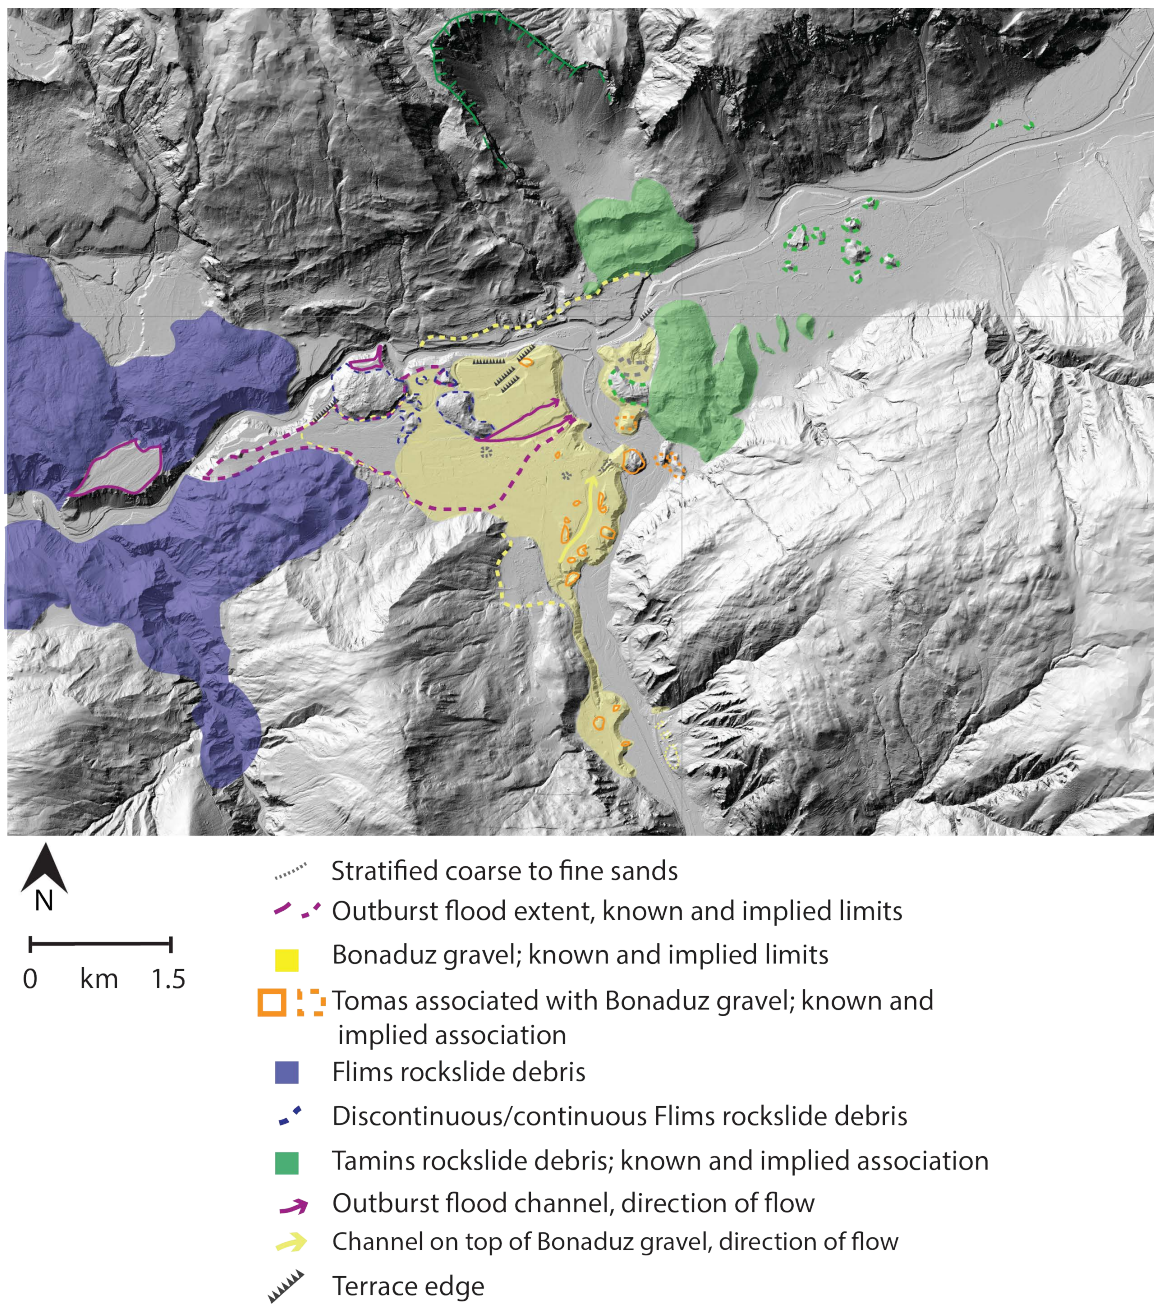 Stratified coarse to fine sands
Outburst flood extent, known and implied limits
Bonaduz gravel; known and implied limits
Tomas associated with Bonaduz gravel; known and
implied association
Flims rockslide debris
Discontinuous/continuous Flims rockslide debris
Tamins rockslide debris; known and implied association
Outburst flood channel, direction of flow
Channel on top of Bonaduz gravel, direction of flow
Terrace edge
N
0 km 1.5